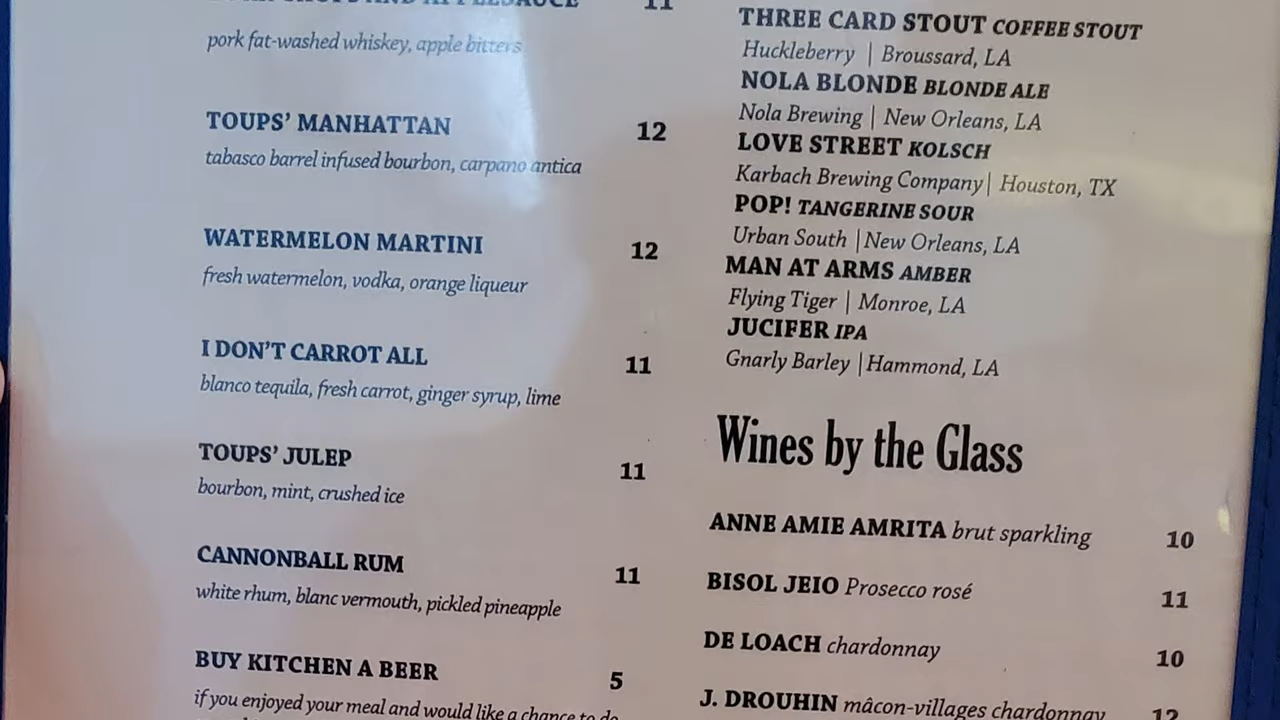 PORK CHOPS AND APPLESAUCE 11
pork fat-washed whiskey, apple bitters
TOUPS' MANHATTAN 12
tabasco barrel infused bourbon, carpano antica
WATERMELON MARTINI 12
fresh watermelon, vodka, orange liqueur
I DON'T CARROT ALL 11
blanco tequila, fresh carrot, ginger syrup, lime
TOUPS' JULEP 11
bourbon, mint, crushed ice
CANNONBALL RUM 11
white rhum, blanc vermouth, pickled pineapple
BUY KITCHEN A BEER 5
if you enjoyed your meal and would like a chance to do
THREE CARD STOUT COFFEE STOUT
Huckleberry | Broussard, LA
NOLA BLONDE BLONDE ALE
Nola Brewing | New Orleans, LA
LOVE STREET KOLSCH
Karbach Brewing Company| Houston, TX
POP! TANGERINE SOUR
Urban South |New Orleans, LA
MAN AT ARMS AMBER
Flying Tiger | Monroe, LA
JUCIFER IPA
Gnarly Barley |Hammond, LA
Wines by the Glass
ANNE AMIE AMRITA brut sparkling 10
BISOL JEIO Prosecco rosé 11
DE LOACH chardonnay 10
J. DROUHIN mâcon-villages chardonnay 12